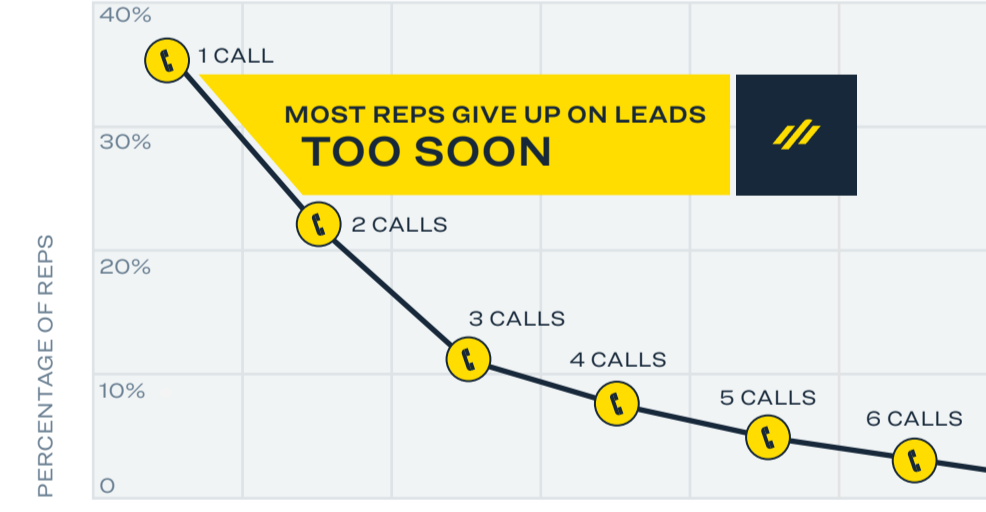 40%
1 CALL
MOST REPS GIVE UP ON LEADS
TOO SOON
30%
2 CALLS
20%
3 CALLS
4 CALLS
10%
5 CALLS
6 CALLS
0
PERCENTAGE OF REPS